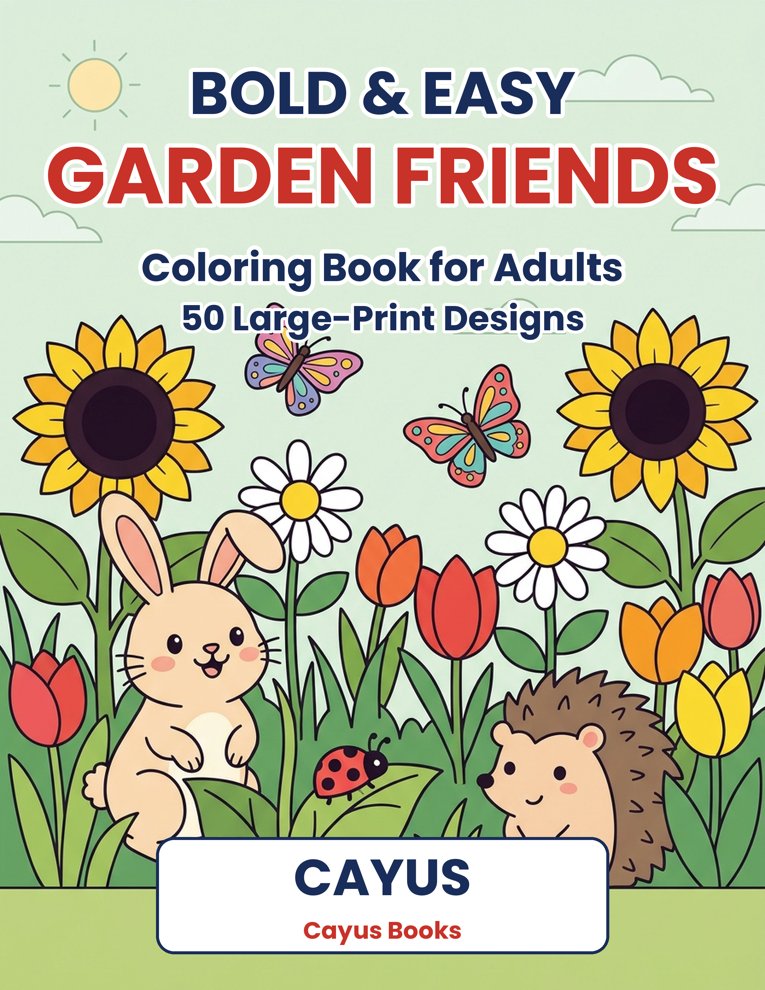 BOLD & EASY
GARDEN FRIENDS
Coloring Book for Adults
50 Large-Print Designs
CAYUS
Cayus Books